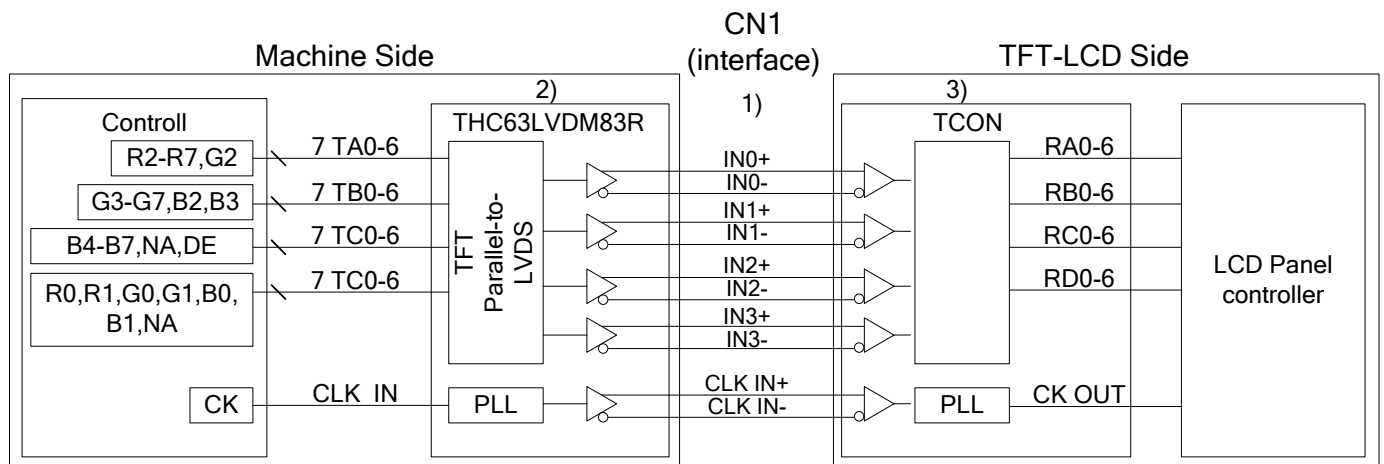 CN1
(interface)
Machine Side
TFT-LCD Side
1)
2)
3)
Controll
THC63LVDM83R
TCON
R2-R7,G2
7 TA0-6
G3-G7,B2,B3
7 TB0-6
B4-B7,NA,DE
7 TC0-6
R0,R1,G0,G1,B0,
B1,NA
7 TC0-6
CK
CLK IN
TFT
Parallel-to-
LVDS
PLL
IN0+
IN0-
IN1+
IN1-
IN2+
IN2-
IN3+
IN3-
CLK IN+
CLK IN-
PLL
RA0-6
RB0-6
RC0-6
RD0-6
CK OUT
LCD Panel
controller